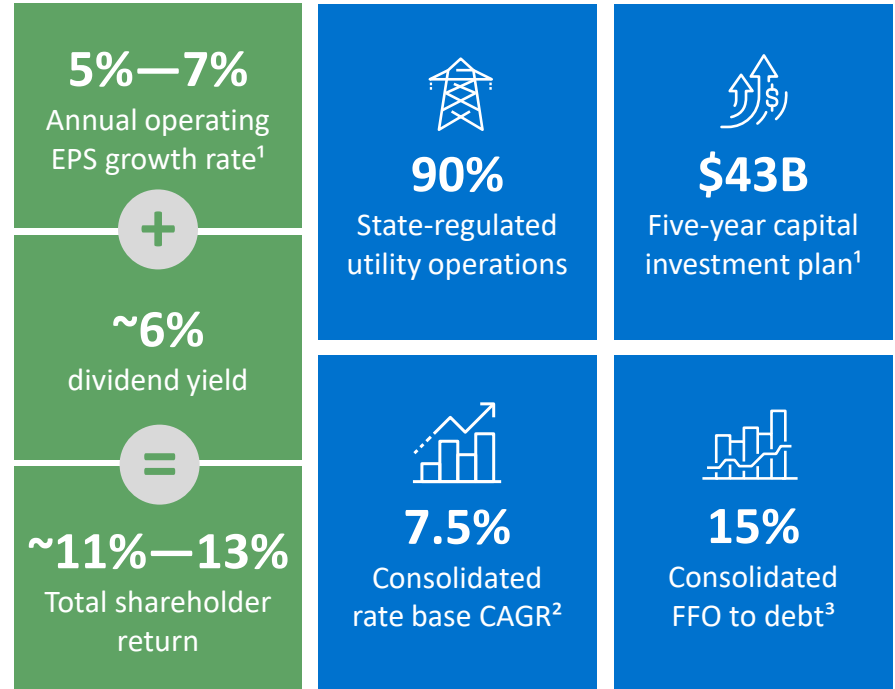 5%—7%
Annual operating
EPS growth rate¹
+
~6%
dividend yield
=
~11%—13%
Total shareholder
return
90%
State-regulated
utility operations
$
$43B
Five-year capital
investment plan¹
7.5%
Consolidated
rate base CAGR²
15%
Consolidated
FFO to debt³